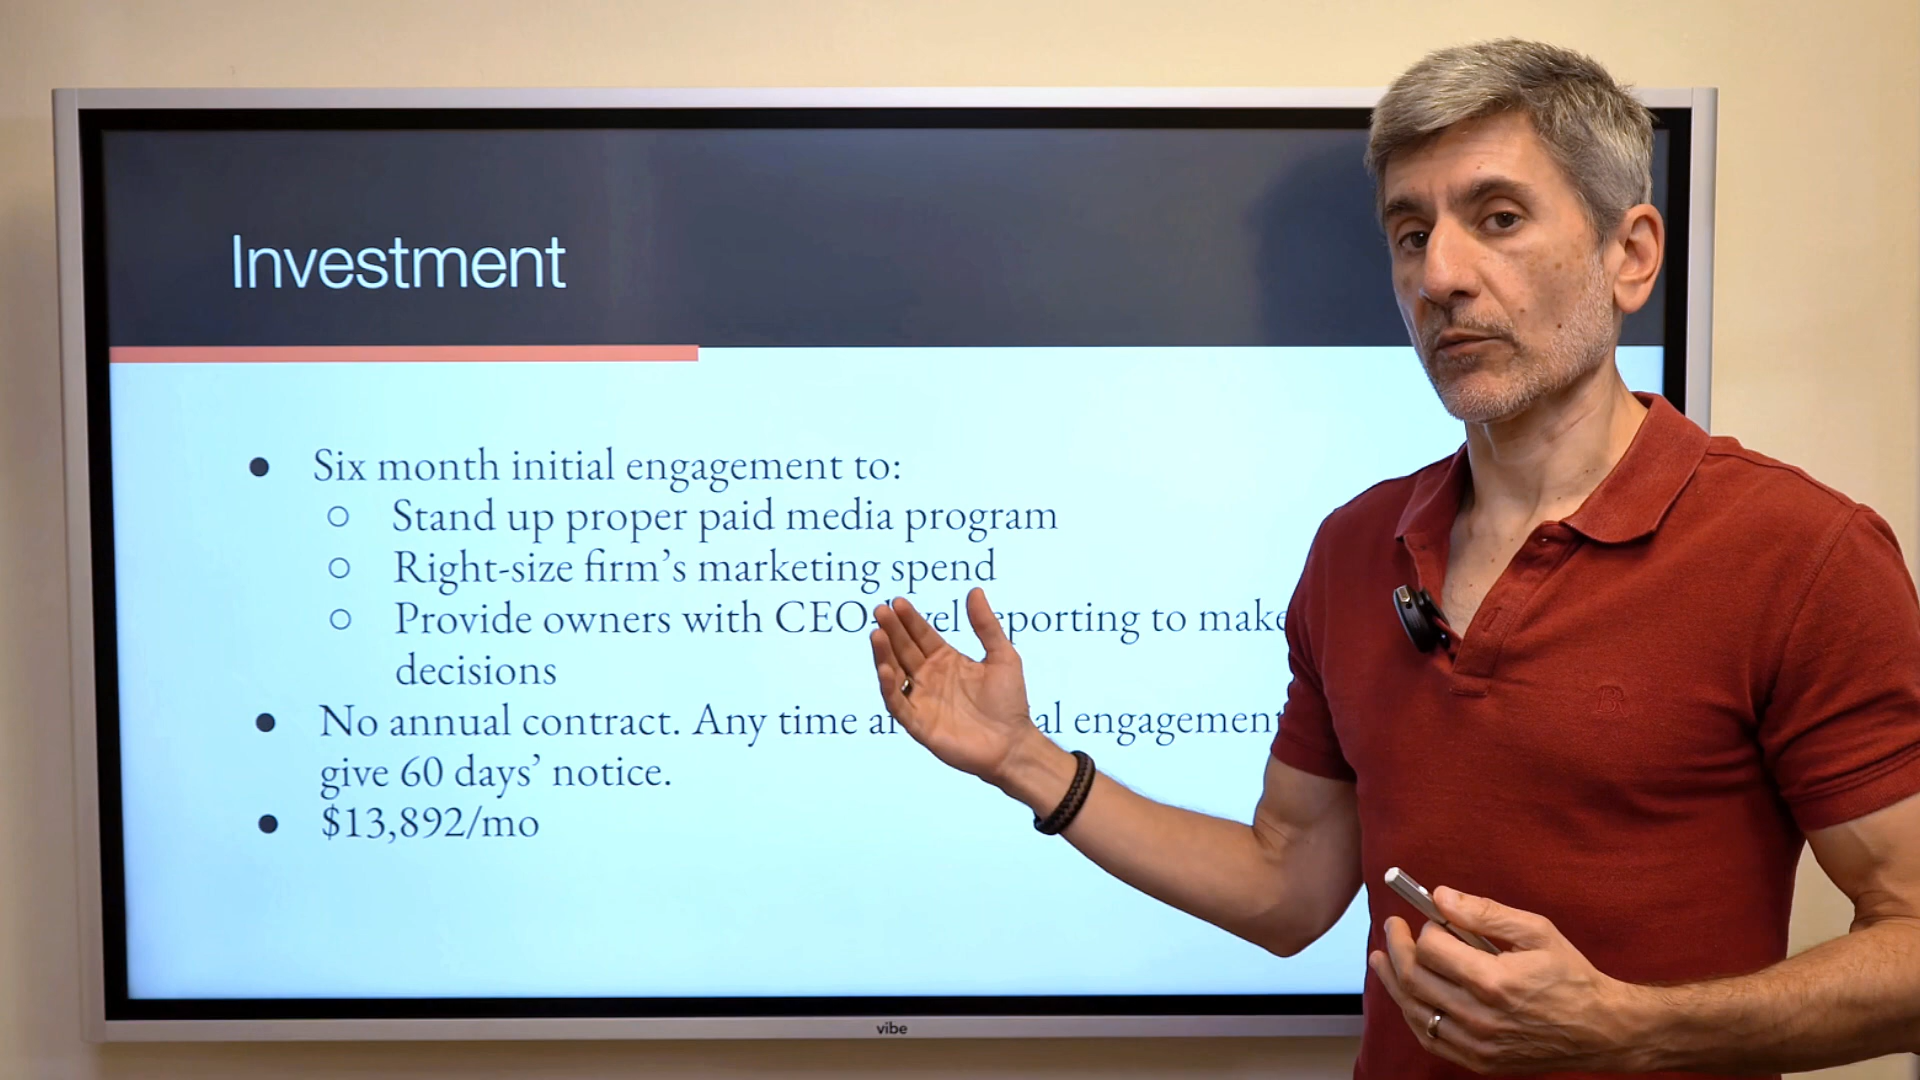 Investment
● Six month initial engagement to:
○ Stand up proper paid media program
○ Right-size firm's marketing spend
○ Provide owners with CEO-level reporting to make
decisions
● No annual contract. Any time engagement
give 60 days' notice.
● $13,892/mo
vibe